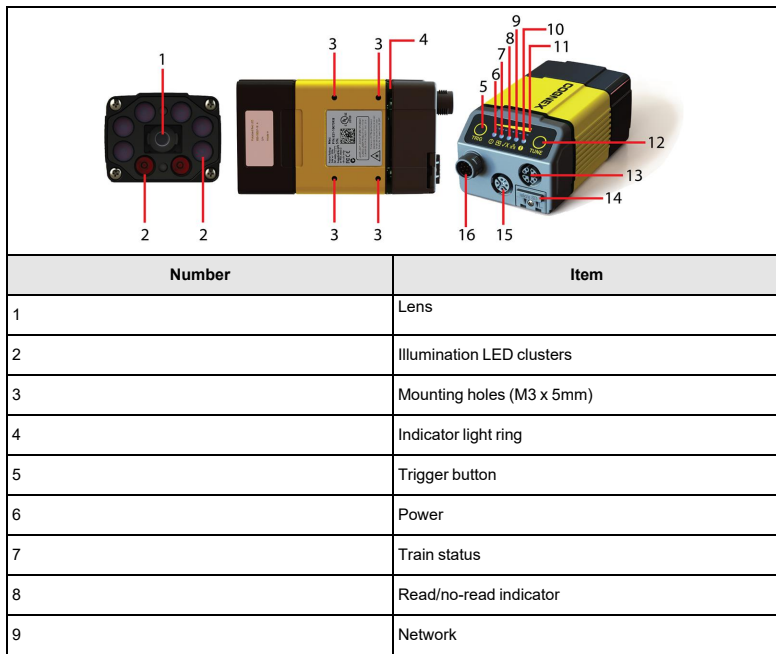 9
8
10
3
3
4
7
11
1
6
5
COGNEX
12
TRIG
TUNE
13
14
2
2
3
3
16
15
Number
Item
1
Lens
2
Illumination LED clusters
3
Mounting holes (M3 x 5mm)
4
Indicator light ring
5
Trigger button
6
Power
7
Train status
8
Read/no-read indicator
9
Network